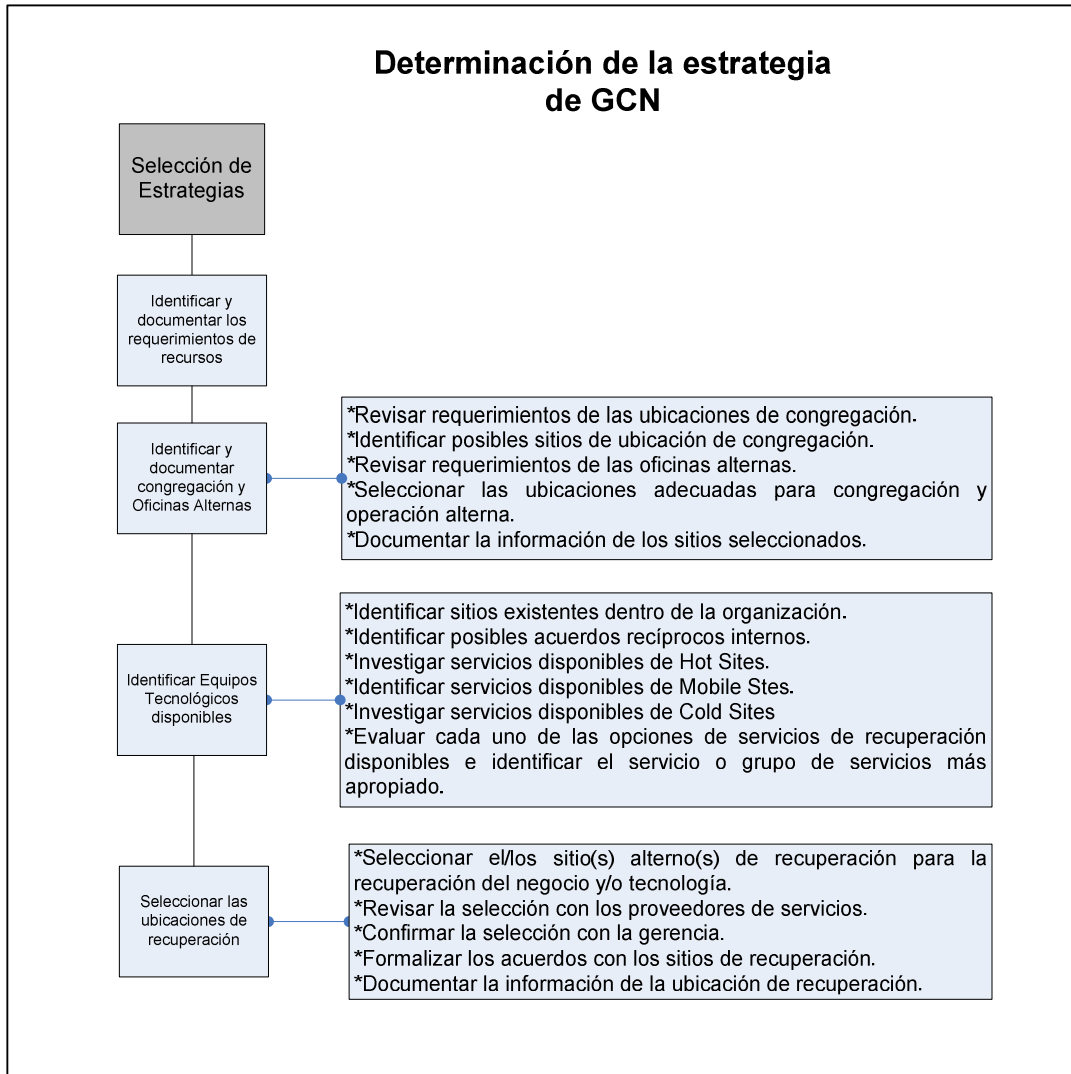 Determinación de la estrategia
de GCN
Selección de
Estrategias
Identificar y
documentar los
requerimientos de
recursos
Identificar y
documentar
congregación y
Oficinas Alternas
*Revisar requerimientos de las ubicaciones de congregación.
*Identificar posibles sitios de ubicación de congregación.
*Revisar requerimientos de las oficinas alternas.
*Seleccionar las ubicaciones adecuadas para congregación y
operación alterna.
*Documentar la información de los sitios seleccionados.
Identificar Equipos
Tecnológicos
disponibles
*Identificar sitios existentes dentro de la organización.
*Identificar posibles acuerdos recíprocos internos.
*Investigar servicios disponibles de Hot Sites.
*Identificar servicios disponibles de Mobile Stes.
*Investigar servicios disponibles de Cold Sites
*Evaluar cada uno de las opciones de servicios de recuperación
disponibles e identificar el servicio o grupo de servicios más
apropiado.
Seleccionar las
ubicaciones de
recuperación
*Seleccionar el/los sitio(s) alterno(s) de recuperación para la
recuperación del negocio y/o tecnología.
*Revisar la selección con los proveedores de servicios.
*Confirmar la selección con la gerencia.
*Formalizar los acuerdos con los sitios de recuperación.
*Documentar la información de la ubicación de recuperación.